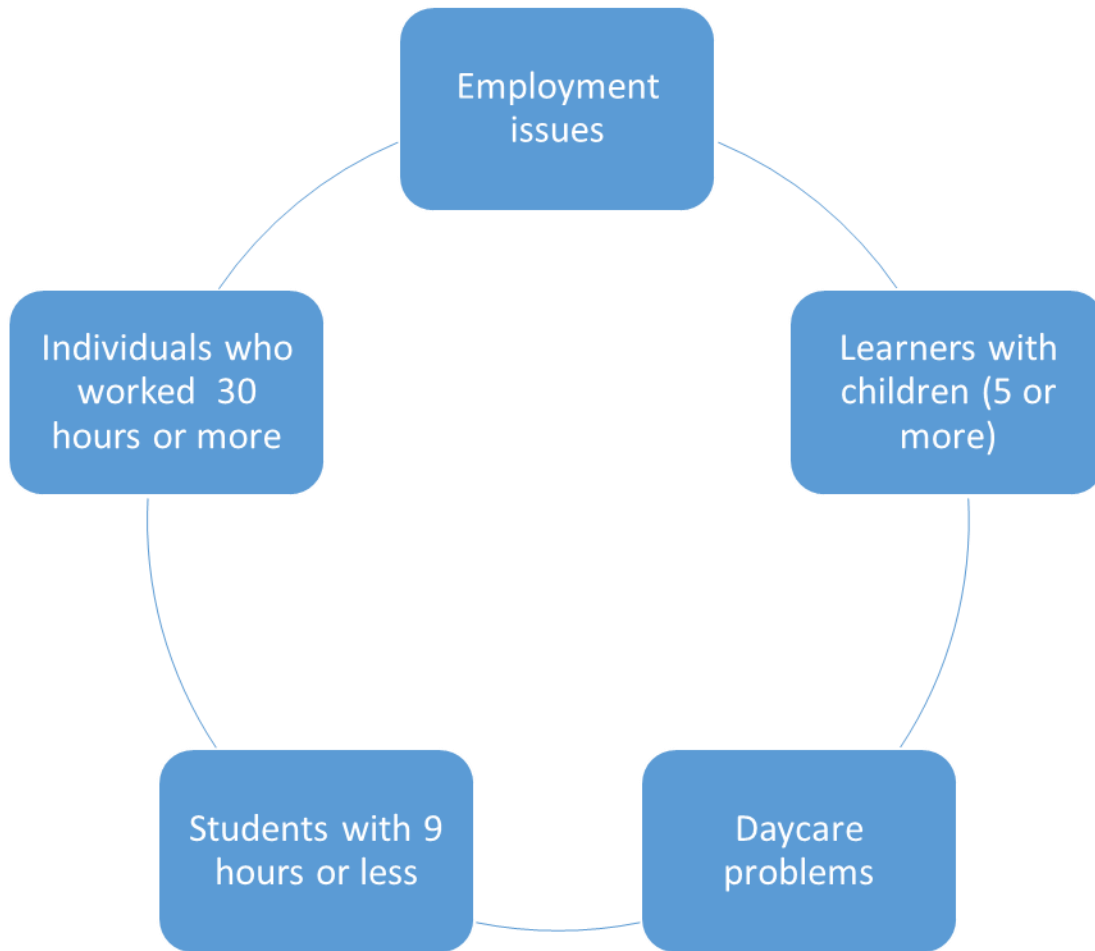 Employment
issues
Individuals who
worked  30
hours or more
Learners with
children (5 or
more)
Students with 9
hours or less
Daycare
problems